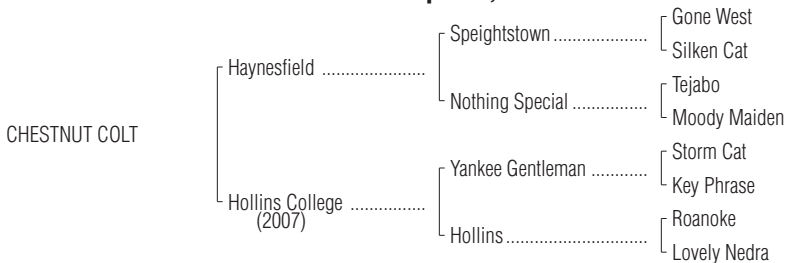 Gone West
Speightstown ....................
Silken Cat
Haynesfield ......................
Tejabo
Nothing Special ................
Moody Maiden
CHESTNUT COLT
Storm Cat
Yankee Gentleman ............
Key Phrase
Hollins College ................
(2007)
Roanoke
Hollins ..............................
Lovely Nedra